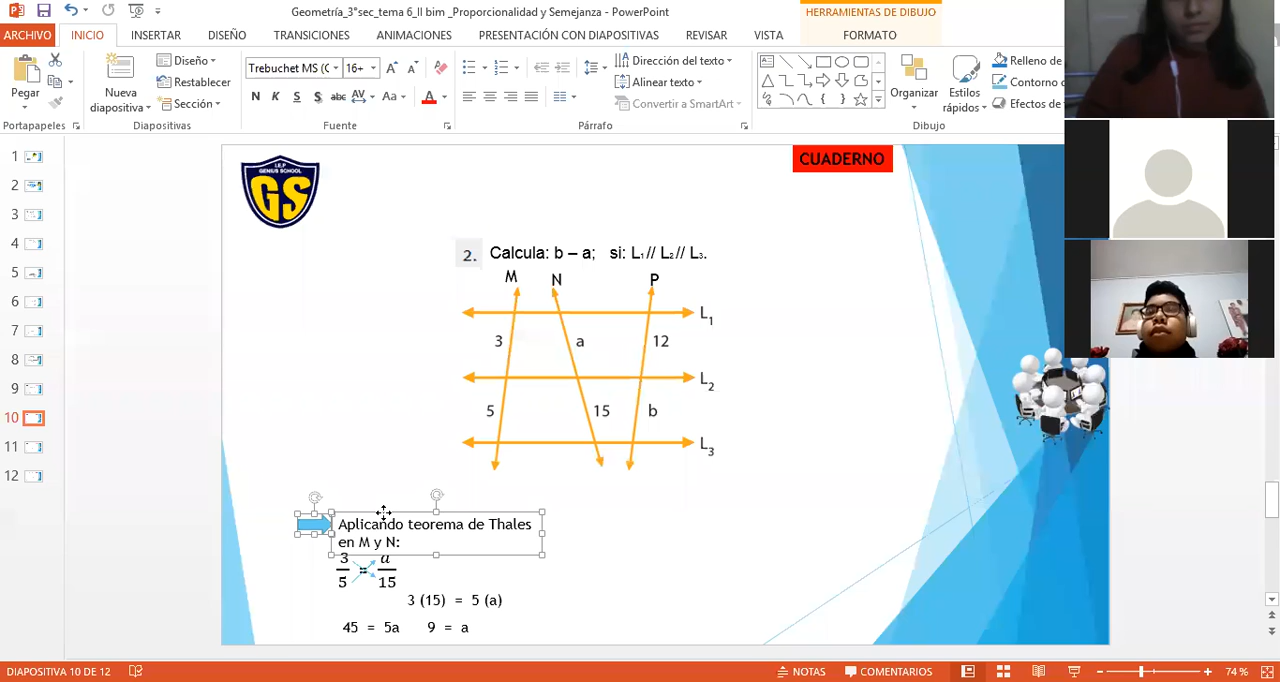 Geometría_3°sec_tema 6_II bim _Proporcionalidad y Semejanza - PowerPoint
HERRAMIENTAS DE DIBUJO
ARCHIVO INICIO INSERTAR DISEÑO TRANSICIONES ANIMACIONES PRESENTACIÓN CON DIAPOSITIVAS REVISAR VISTA FORMATO
Pegar
Nueva diapositiva
Diseño
Restablecer
Sección
Trebuchet MS (C 16+
N K S S abc AV Aa A
Dirección del texto
Alinear texto
Convertir a SmartArt
Organizar
Estilos rápidos
Relleno de
Contorno
Efectos de
Portapapeles Diapositivas Fuente Párrafo Dibujo
1
2
3
4
5
6
7
8
9
10
11
12
I.E.P
GENIUS SCHOOL
GS
CUADERNO
2. Calcula: b – a; si: L₁ // L₂ // L₃.
M N P
L₁
3 a 12
L₂
5 15 b
L₃
Aplicando teorema de Thales
en M y N:
3/5 = a/15
3 (15) = 5 (a)
45 = 5a 9 = a
DIAPOSITIVA 10 DE 12 NOTAS COMENTARIOS 74 %